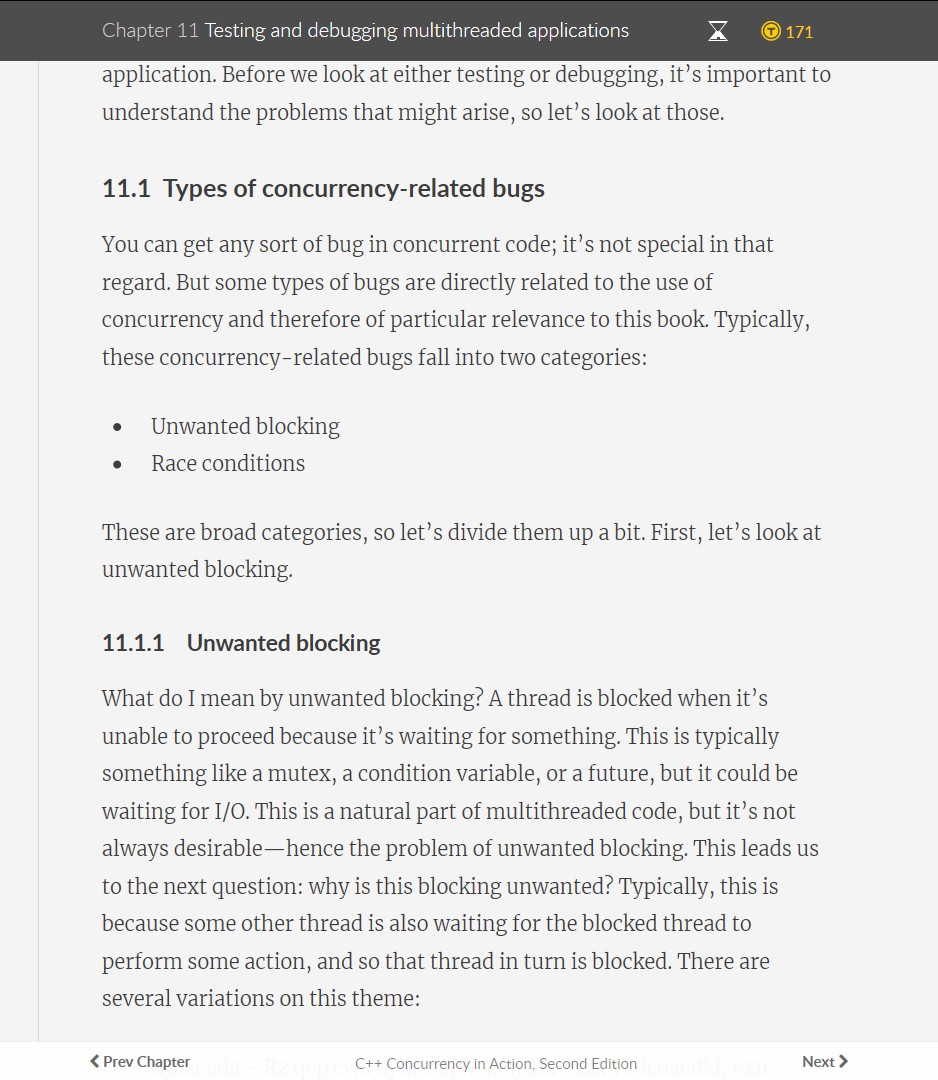 Chapter 11 Testing and debugging multithreaded applications 171
application. Before we look at either testing or debugging, it’s important to
understand the problems that might arise, so let’s look at those.
11.1 Types of concurrency-related bugs
You can get any sort of bug in concurrent code; it’s not special in that
regard. But some types of bugs are directly related to the use of
concurrency and therefore of particular relevance to this book. Typically,
these concurrency-related bugs fall into two categories:
• Unwanted blocking
• Race conditions
These are broad categories, so let’s divide them up a bit. First, let’s look at
unwanted blocking.
11.1.1 Unwanted blocking
What do I mean by unwanted blocking? A thread is blocked when it’s
unable to proceed because it’s waiting for something. This is typically
something like a mutex, a condition variable, or a future, but it could be
waiting for I/O. This is a natural part of multithreaded code, but it’s not
always desirable—hence the problem of unwanted blocking. This leads us
to the next question: why is this blocking unwanted? Typically, this is
because some other thread is also waiting for the blocked thread to
perform some action, and so that thread in turn is blocked. There are
several variations on this theme:
Prev Chapter C++ Concurrency in Action, Second Edition Next